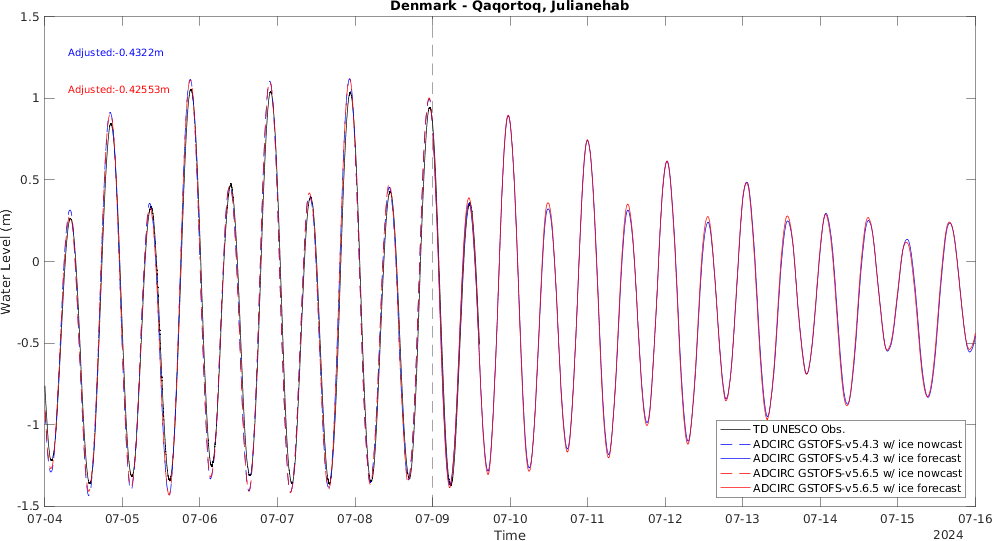 Denmark - Qaqortoq, Julianehab
Adjusted:-0.4322m
Adjusted:-0.42553m
1.5
1
0.5
0
-0.5
-1
-1.5
Water Level (m)
07-04 07-05 07-06 07-07 07-08 07-09 07-10 07-11 07-12 07-13 07-14 07-15 07-16
Time
2024
TD UNESCO Obs.
ADCIRC GSTOFS-v5.4.3 w/ ice nowcast
ADCIRC GSTOFS-v5.4.3 w/ ice forecast
ADCIRC GSTOFS-v5.6.5 w/ ice nowcast
ADCIRC GSTOFS-v5.6.5 w/ ice forecast